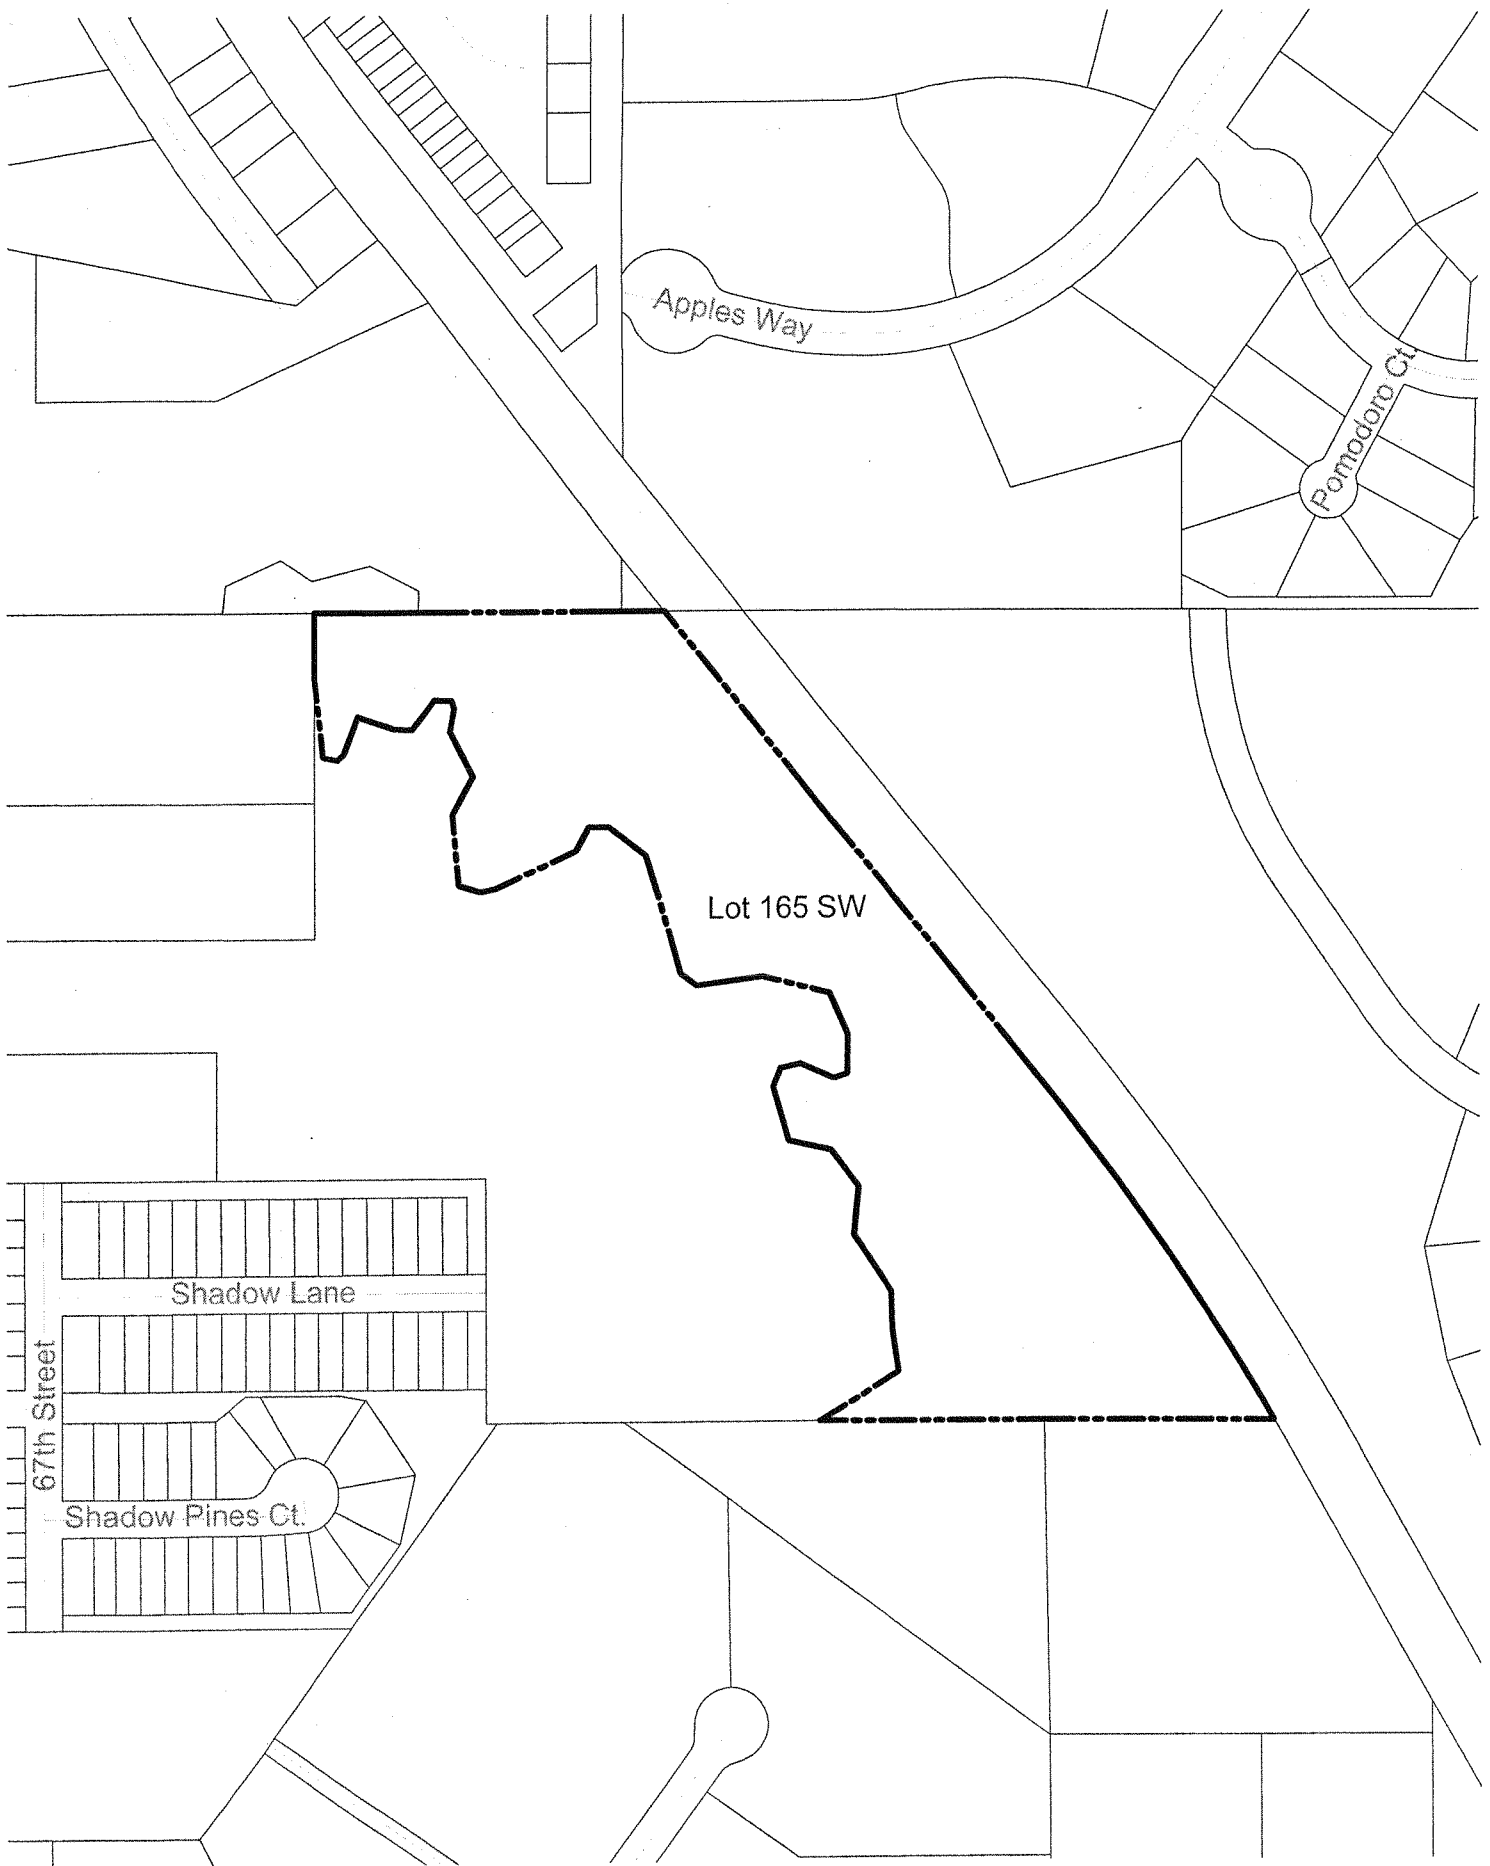 Apples Way
Pomodoro Ct.
Lot 165 SW
Shadow Lane
67th Street
Shadow Pines Ct.